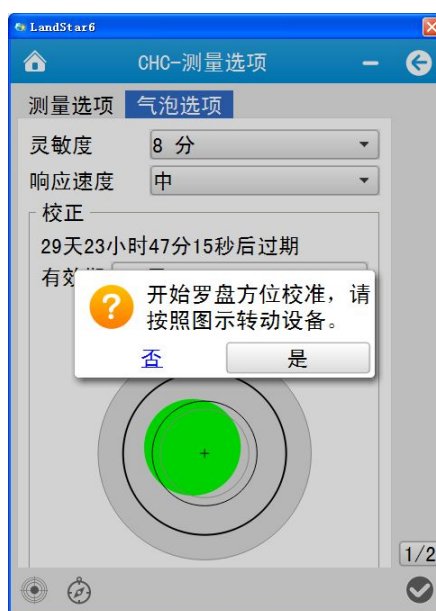 LandStar6
CHC-测量选项
测量选项 气泡选项
灵敏度 8 分
响应速度 中
校正
29天23小时47分15秒后过期
有效
开始罗盘方位校准，请
按照图示转动设备。
否 是
1/2